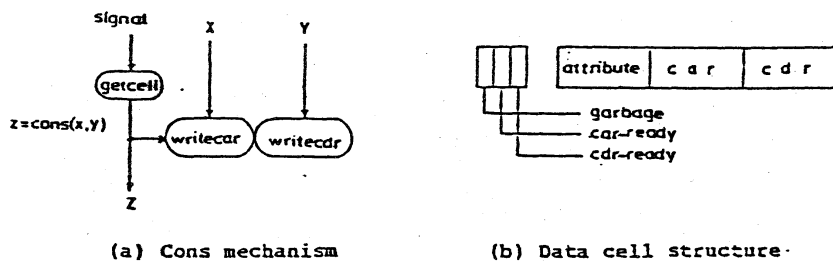 signal
X
Y
getcell
z=cons(x,y)
writecar
writecdr
Z
(a) Cons mechanism
attribute
car
cdr
garbage
car-ready
cdr-ready
(b) Data cell structure